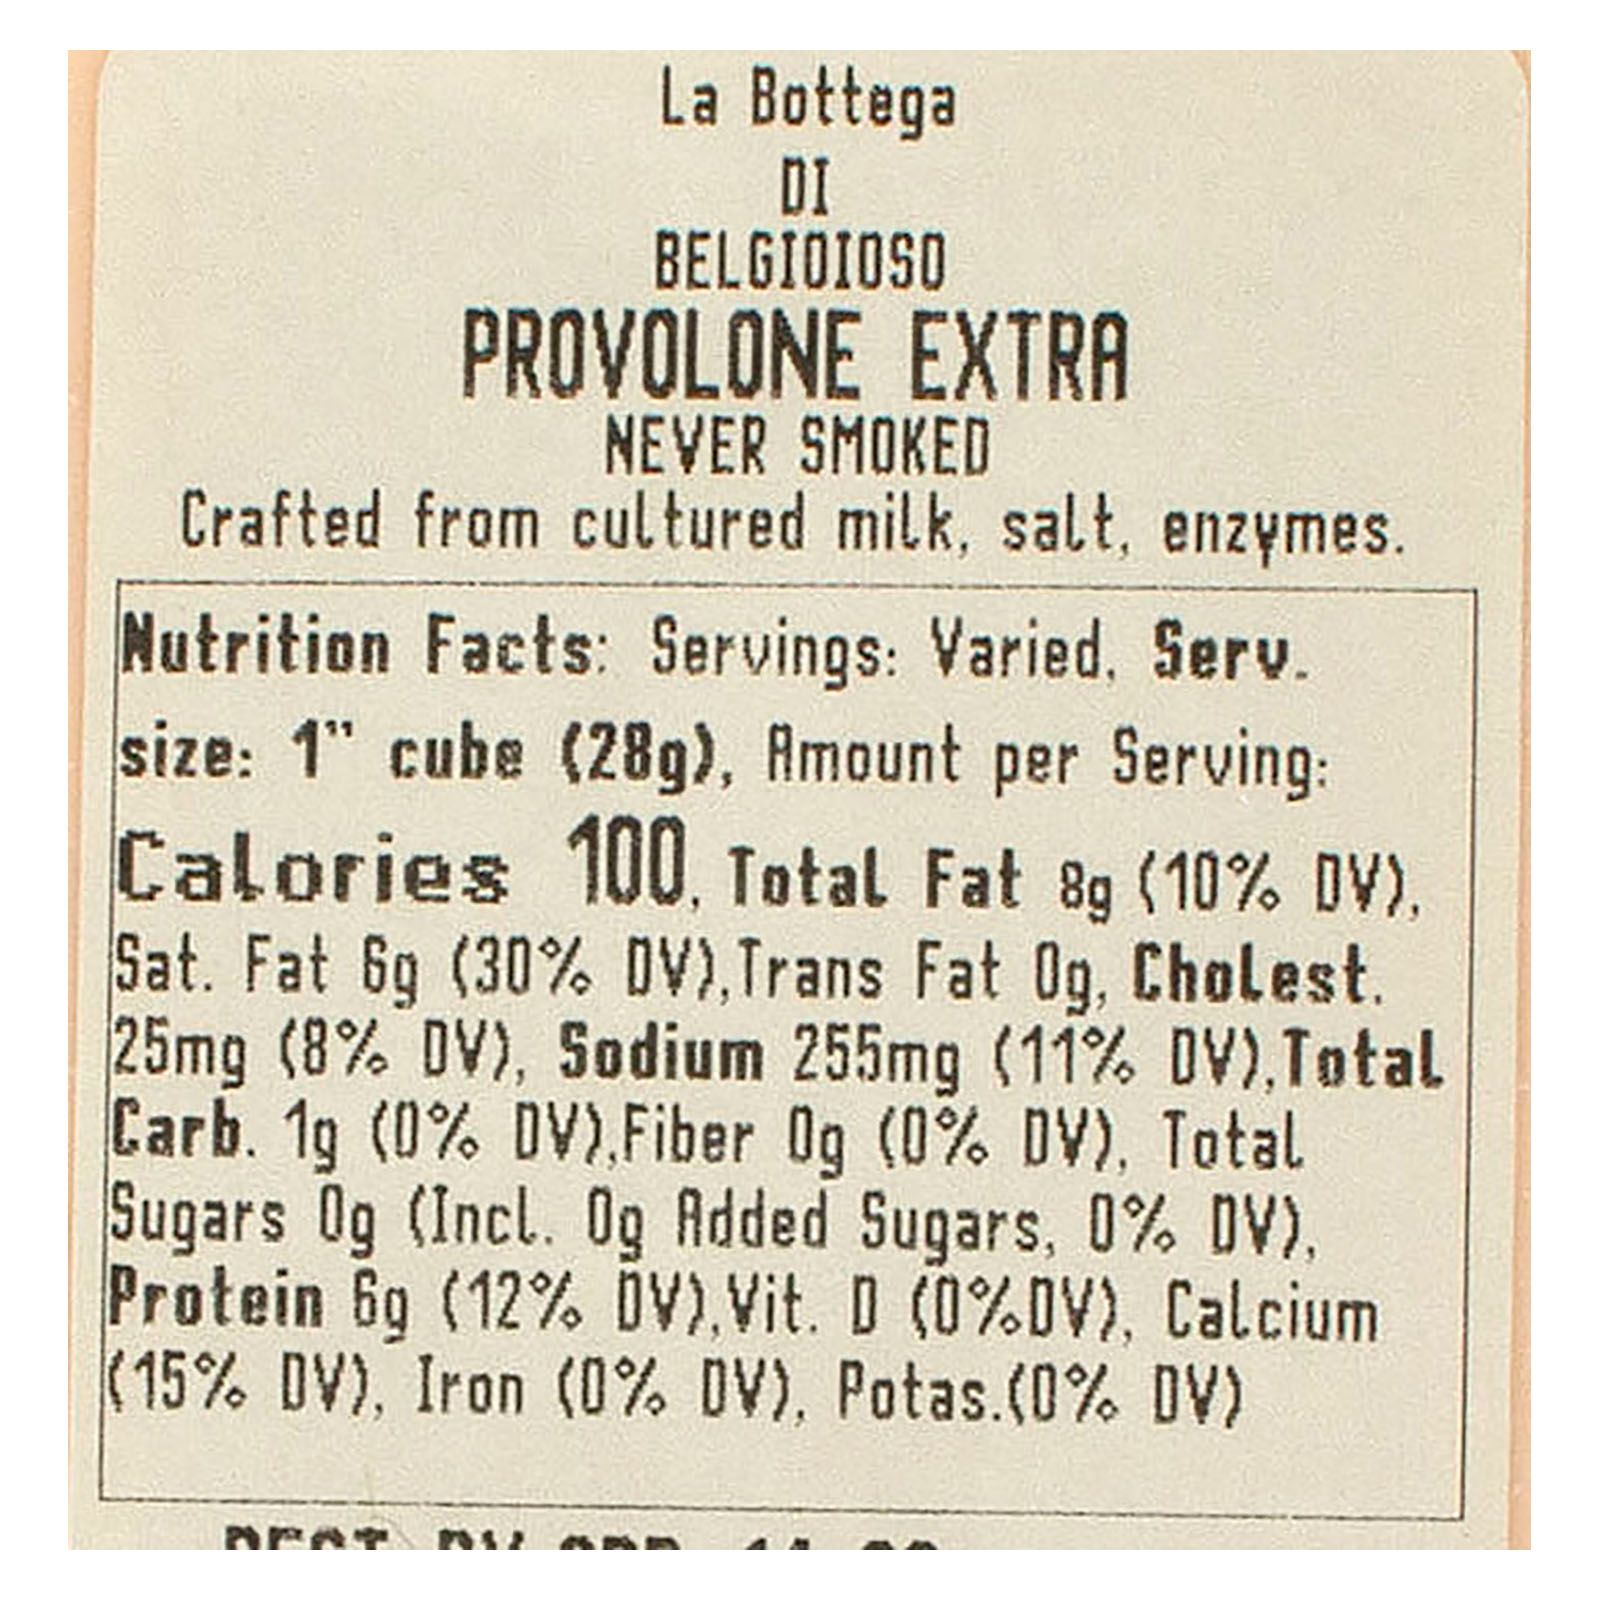 La Bottega
DI
BELGIOIOSO
PROVOLONE EXTRA
NEVER SMOKED
Crafted from cultured milk, salt, enzymes.
Nutrition Facts: Servings: Varied, Serv.
size: 1" cube (28g), Amount per Serving:
Calories 100, Total Fat 8g (10% DV),
Sat. Fat 6g (30% DV),Trans Fat 0g, Cholest.
25mg (8% DV), Sodium 255mg (11% DV),Total
Carb. 1g (0% DV),Fiber 0g (0% DV), Total
Sugars 0g (Incl. 0g Added Sugars, 0% DV),
Protein 6g (12% DV),Vit. D (0%DV), Calcium
(15% DV), Iron (0% DV), Potas.(0% DV)
BEST BY